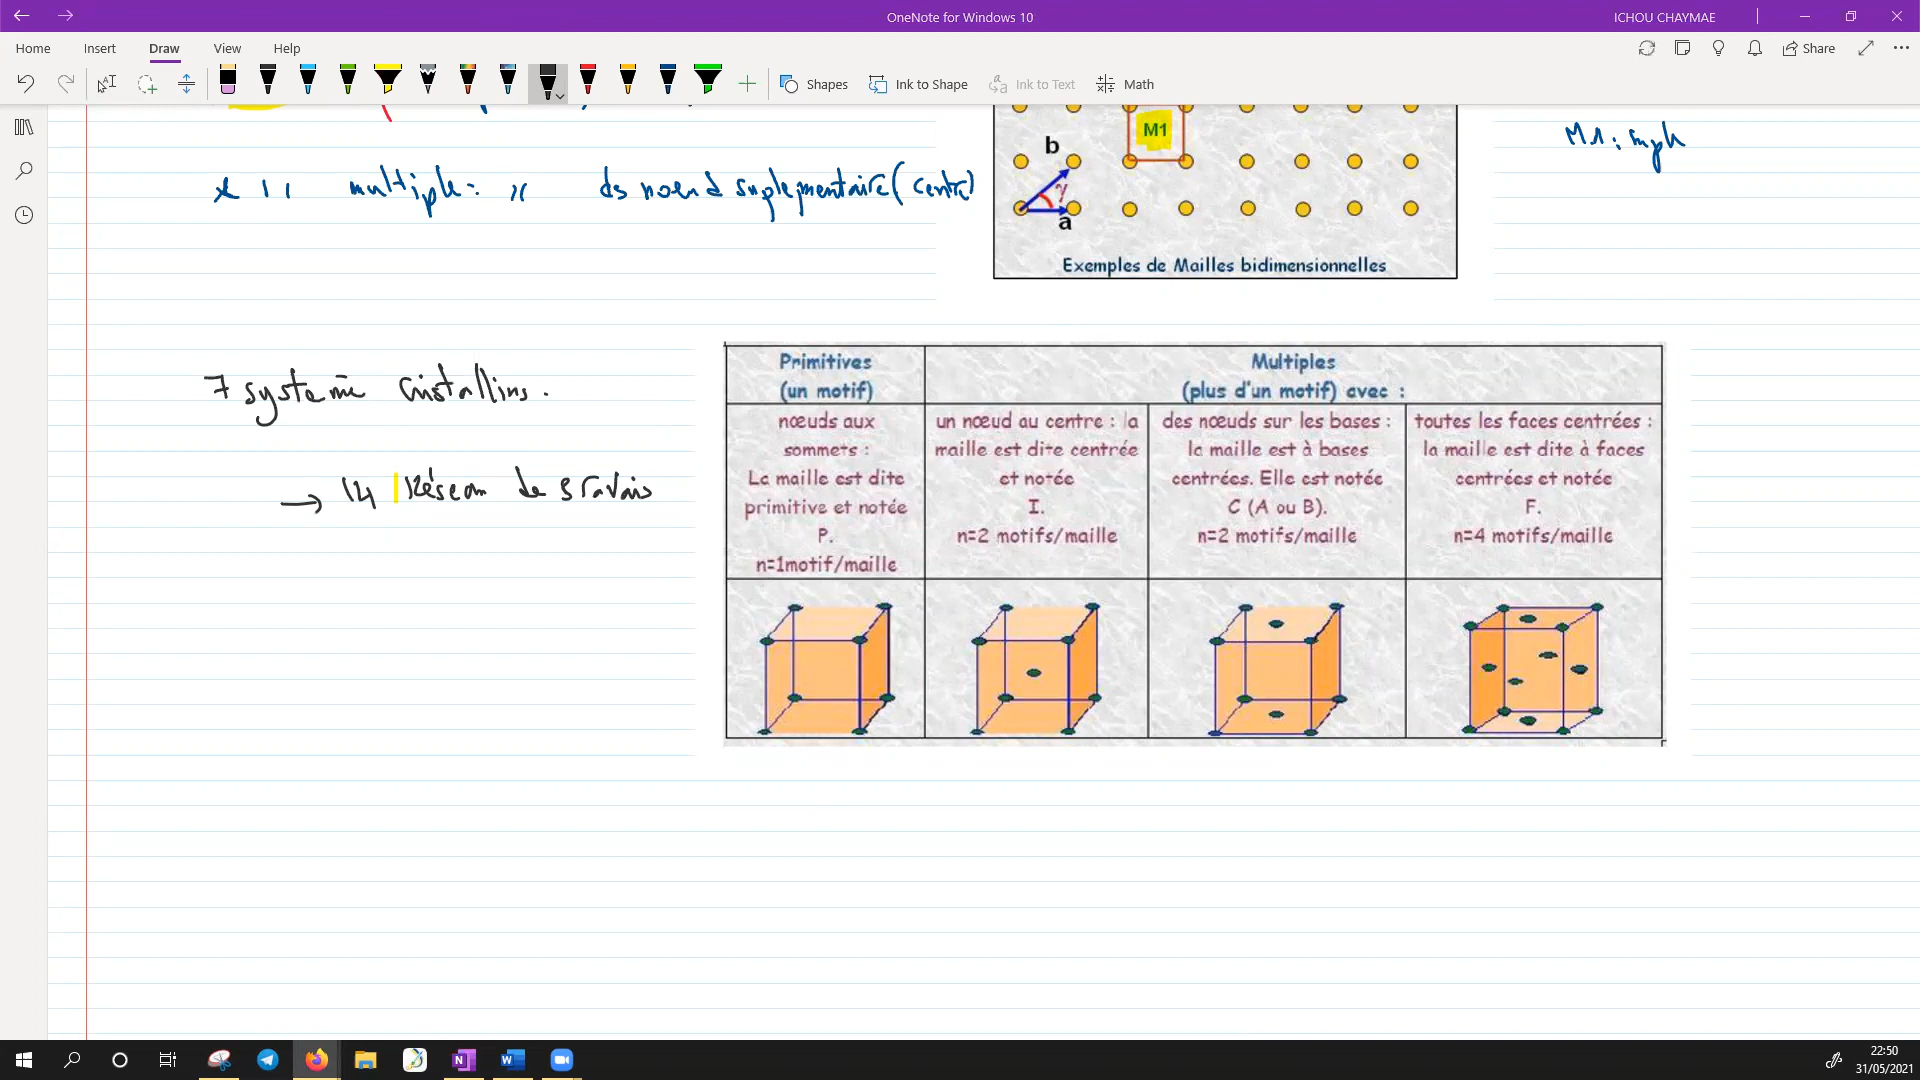 OneNote for Windows 10
ICHOU CHAYMAE
Home Insert Draw View Help
Share
Shapes Ink to Shape Ink to Text Math
M1
b
γ
a
Exemples de Mailles bidimensionnelles
M1:
multiple: ds noeud suplementaire (centre)
7 système cristallins.
→ 14 Réseau de Bravais
Primitives
(un motif)
Multiples
(plus d'un motif) avec :
nœuds aux
sommets :
La maille est dite
primitive et notée
P.
n=1motif/maille
un nœud au centre : la
maille est dite centrée
et notée
I.
n=2 motifs/maille
des nœuds sur les bases :
la maille est à bases
centrées. Elle est notée
C (A ou B).
n=2 motifs/maille
toutes les faces centrées :
la maille est dite à faces
centrées et notée
F.
n=4 motifs/maille
22:50
31/05/2021